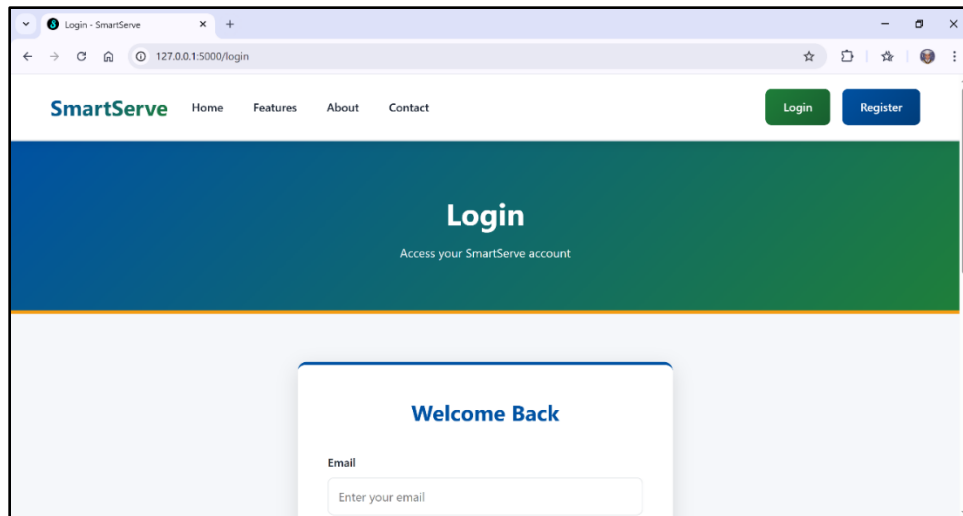 Login - SmartServe
127.0.0.1:5000/login
SmartServe Home Features About Contact Login Register
Login
Access your SmartServe account
Welcome Back
Email
Enter your email